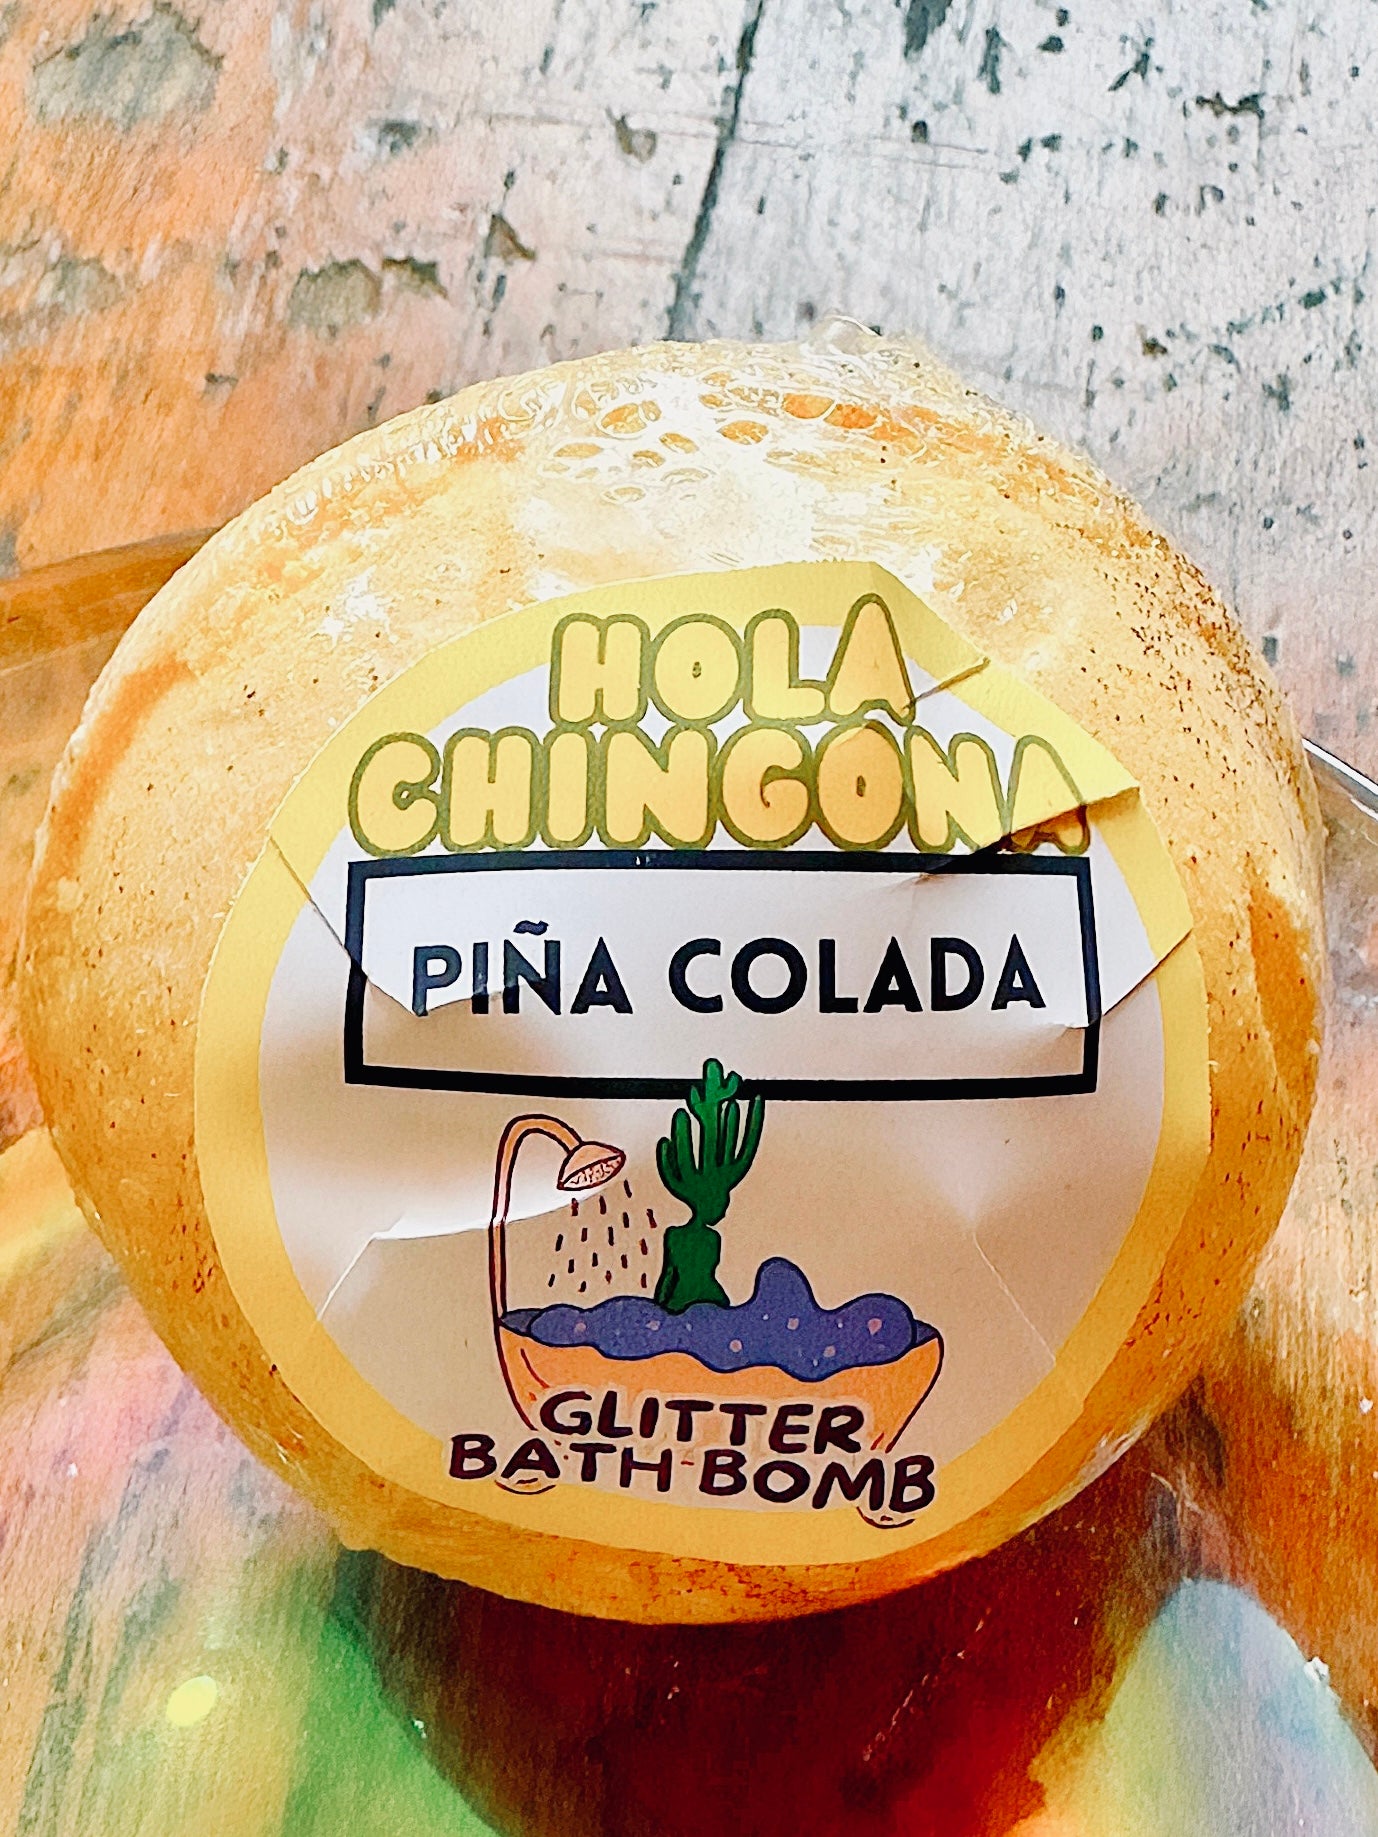 HOLA
CHINGONA
PIÑA COLADA
GLITTER
BATH BOMB